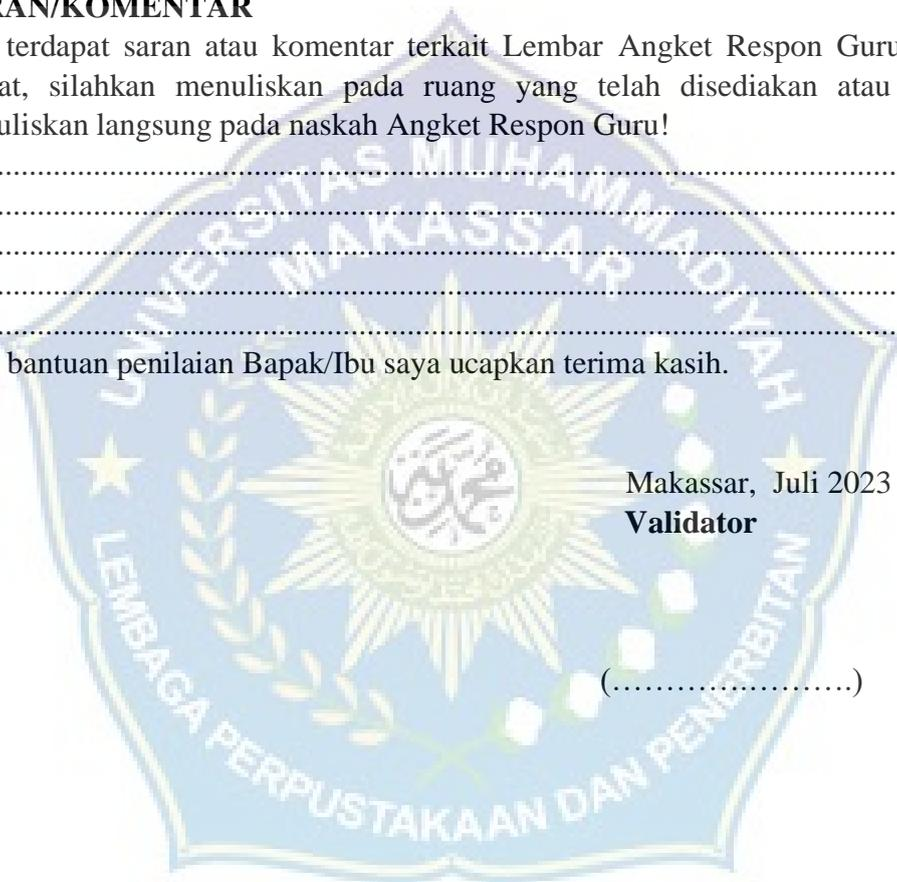 RAN/KOMENTAR
terdapat saran atau komentar terkait Lembar Angket Respon Guru
at, silahkan menuliskan pada ruang yang telah disediakan atau
uliskan langsung pada naskah Angket Respon Guru!
bantuan penilaian Bapak/Ibu saya ucapkan terima kasih.
Makassar, Juli 2023
Validator
(…………………….)
UNIVERSITAS MUHAMMADIYAH
MAKASSAR
LEMBAGA PERPUSTAKAAN DAN PENERBITAN